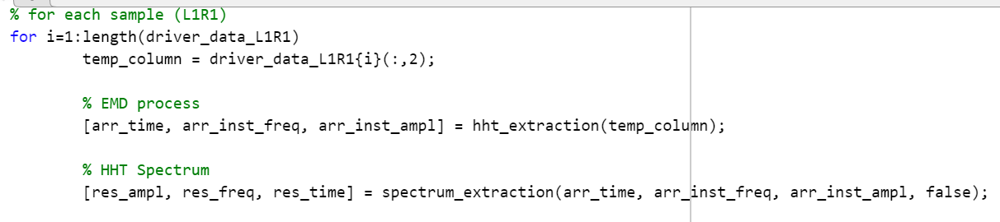 % for each sample (L1R1)
for i=1:length(driver_data_L1R1)
temp_column = driver_data_L1R1{i}(:,2);
% EMD process
[arr_time, arr_inst_freq, arr_inst_ampl] = hht_extraction(temp_column);
% HHT Spectrum
[res_ampl, res_freq, res_time] = spectrum_extraction(arr_time, arr_inst_freq, arr_inst_ampl, false);